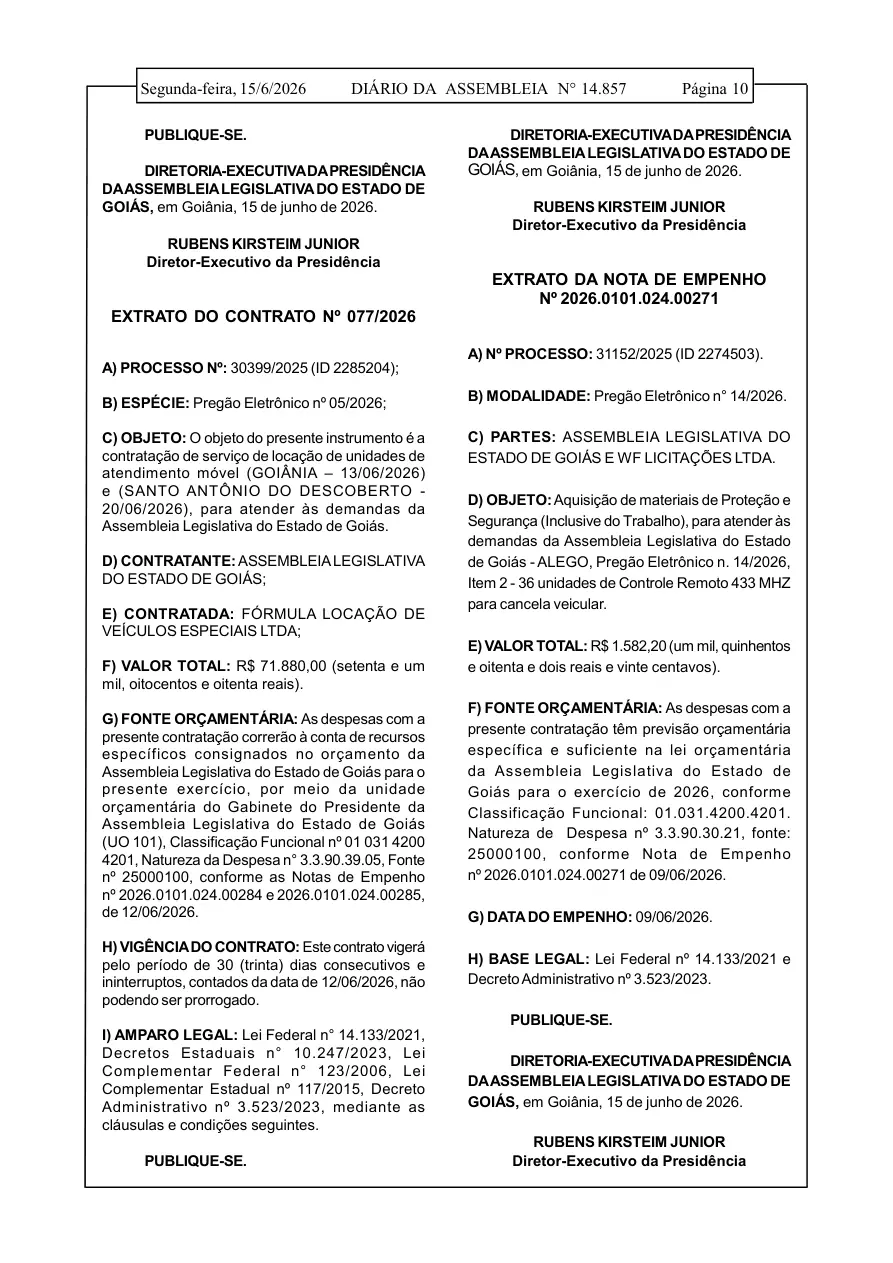 Segunda-feira, 15/6/2026 DIÁRIO DA ASSEMBLEIA N° 14.857 Página 10
PUBLIQUE-SE.
DIRETORIA-EXECUTIVA DA PRESIDÊNCIA
DA ASSEMBLEIA LEGISLATIVA DO ESTADO DE
GOIÁS, em Goiânia, 15 de junho de 2026.
RUBENS KIRSTEIM JUNIOR
Diretor-Executivo da Presidência
EXTRATO DO CONTRATO Nº 077/2026
A) PROCESSO Nº: 30399/2025 (ID 2285204);
B) ESPÉCIE: Pregão Eletrônico nº 05/2026;
C) OBJETO: O objeto do presente instrumento é a
contratação de serviço de locação de unidades de
atendimento móvel (GOIÂNIA – 13/06/2026)
e (SANTO ANTÔNIO DO DESCOBERTO -
20/06/2026), para atender às demandas da
Assembleia Legislativa do Estado de Goiás.
D) CONTRATANTE: ASSEMBLEIA LEGISLATIVA
DO ESTADO DE GOIÁS;
E) CONTRATADA: FÓRMULA LOCAÇÃO DE
VEÍCULOS ESPECIAIS LTDA;
F) VALOR TOTAL: R$ 71.880,00 (setenta e um
mil, oitocentos e oitenta reais).
G) FONTE ORÇAMENTÁRIA: As despesas com a
presente contratação correrão à conta de recursos
específicos consignados no orçamento da
Assembleia Legislativa do Estado de Goiás para o
presente exercício, por meio da unidade
orçamentária do Gabinete do Presidente da
Assembleia Legislativa do Estado de Goiás
(UO 101), Classificação Funcional nº 01 031 4200
4201, Natureza da Despesa n° 3.3.90.39.05, Fonte
nº 25000100, conforme as Notas de Empenho
nº 2026.0101.024.00284 e 2026.0101.024.00285,
de 12/06/2026.
H) VIGÊNCIA DO CONTRATO: Este contrato vigerá
pelo período de 30 (trinta) dias consecutivos e
ininterruptos, contados da data de 12/06/2026, não
podendo ser prorrogado.
I) AMPARO LEGAL: Lei Federal n° 14.133/2021,
Decretos Estaduais n° 10.247/2023, Lei
Complementar Federal n° 123/2006, Lei
Complementar Estadual nº 117/2015, Decreto
Administrativo nº 3.523/2023, mediante as
cláusulas e condições seguintes.
PUBLIQUE-SE.
DIRETORIA-EXECUTIVA DA PRESIDÊNCIA
DA ASSEMBLEIA LEGISLATIVA DO ESTADO DE
GOIÁS, em Goiânia, 15 de junho de 2026.
RUBENS KIRSTEIM JUNIOR
Diretor-Executivo da Presidência
EXTRATO DA NOTA DE EMPENHO
Nº 2026.0101.024.00271
A) Nº PROCESSO: 31152/2025 (ID 2274503).
B) MODALIDADE: Pregão Eletrônico n° 14/2026.
C) PARTES: ASSEMBLEIA LEGISLATIVA DO
ESTADO DE GOIÁS E WF LICITAÇÕES LTDA.
D) OBJETO: Aquisição de materiais de Proteção e
Segurança (Inclusive do Trabalho), para atender às
demandas da Assembleia Legislativa do Estado
de Goiás - ALEGO, Pregão Eletrônico n. 14/2026,
Item 2 - 36 unidades de Controle Remoto 433 MHZ
para cancela veicular.
E) VALOR TOTAL: R$ 1.582,20 (um mil, quinhentos
e oitenta e dois reais e vinte centavos).
F) FONTE ORÇAMENTÁRIA: As despesas com a
presente contratação têm previsão orçamentária
específica e suficiente na lei orçamentária
da Assembleia Legislativa do Estado de
Goiás para o exercício de 2026, conforme
Classificação Funcional: 01.031.4200.4201.
Natureza de Despesa nº 3.3.90.30.21, fonte:
25000100, conforme Nota de Empenho
nº 2026.0101.024.00271 de 09/06/2026.
G) DATA DO EMPENHO: 09/06/2026.
H) BASE LEGAL: Lei Federal nº 14.133/2021 e
Decreto Administrativo nº 3.523/2023.
PUBLIQUE-SE.
DIRETORIA-EXECUTIVA DA PRESIDÊNCIA
DA ASSEMBLEIA LEGISLATIVA DO ESTADO DE
GOIÁS, em Goiânia, 15 de junho de 2026.
RUBENS KIRSTEIM JUNIOR
Diretor-Executivo da Presidência